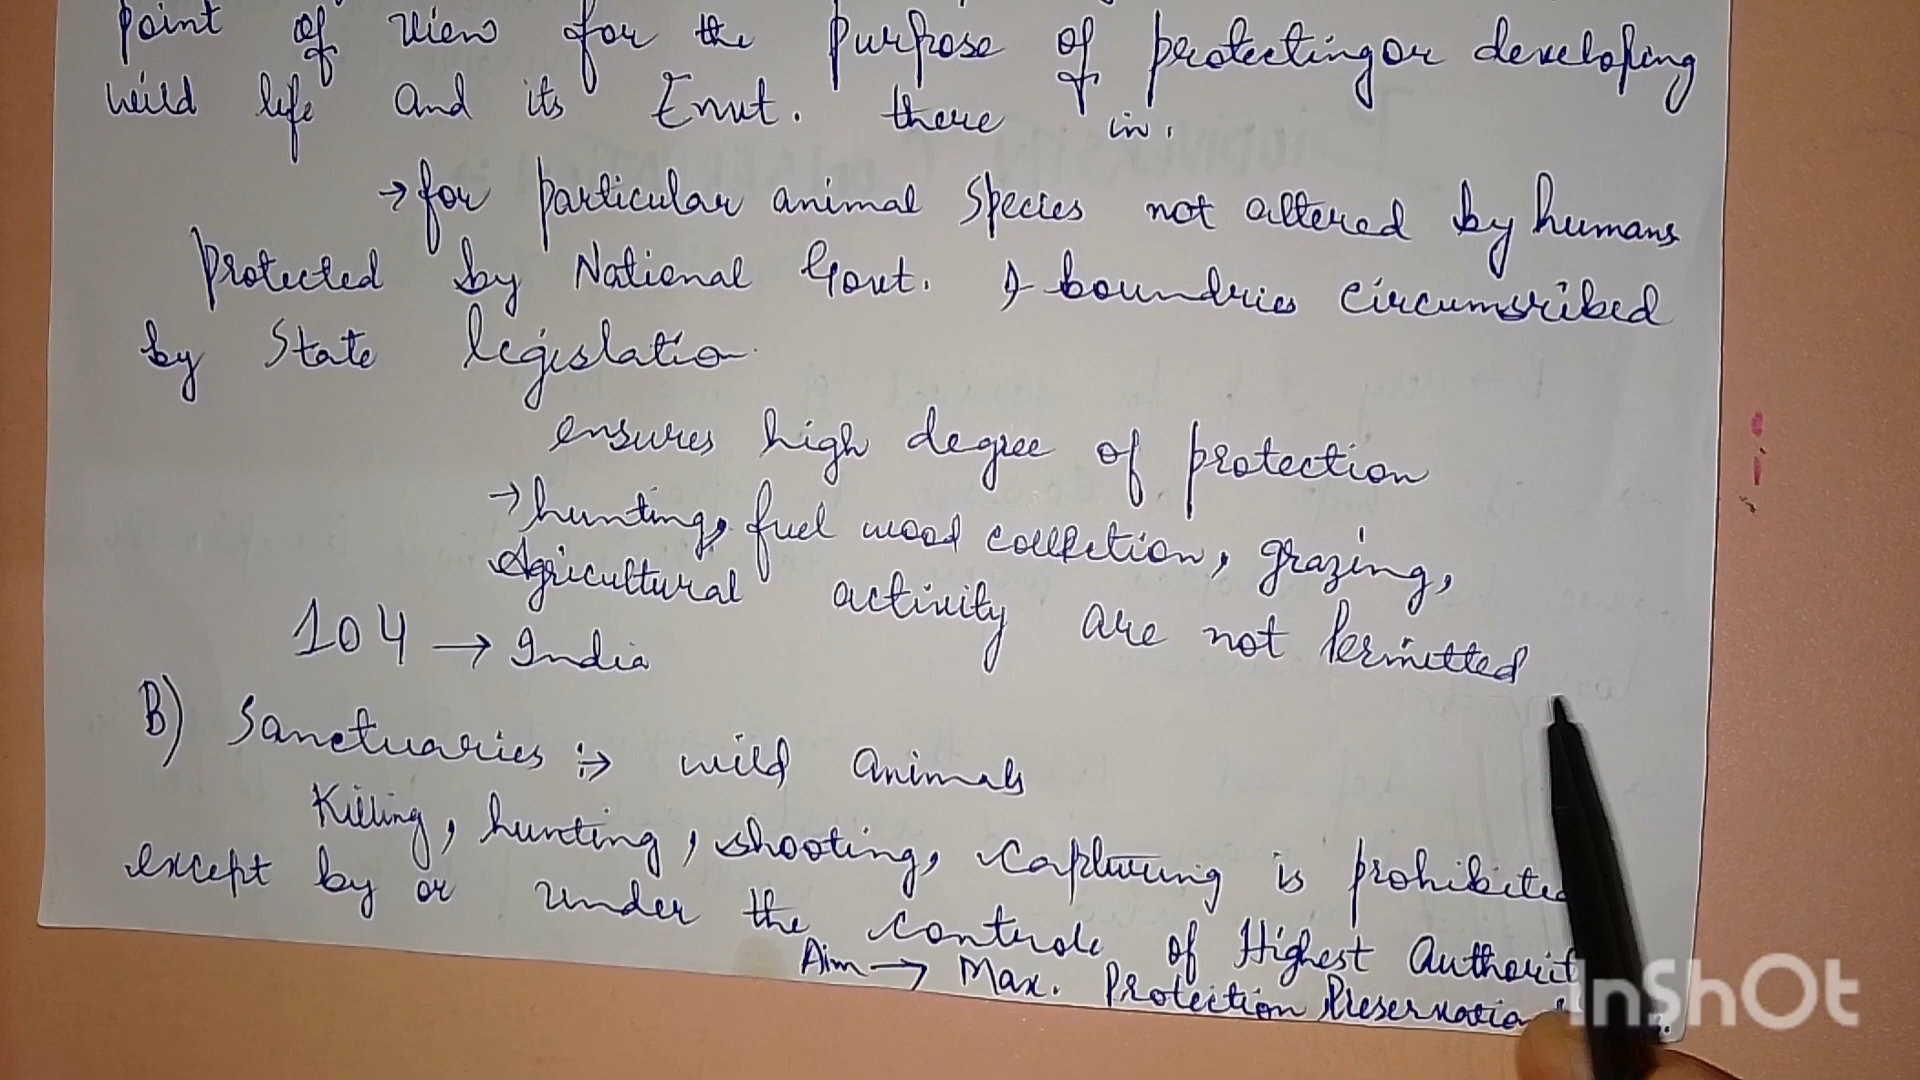 point of view for the purpose of protecting or developing
wild life and its Envt. there in.
→ for particular animal species not altered by humans
protected by National Govt. & boundries circumsribed
by State legislation.
ensures high degree of protection
→ hunting, fuel wood collection, grazing,
Agricultural activity are not permitted
104 → India
B) Sanctuaries :→ wild animals
Killing, hunting, shooting, capturing is prohibited
except by or under the controle of Highest Authorit
Aim → Max. Protection Preservation
InShOt